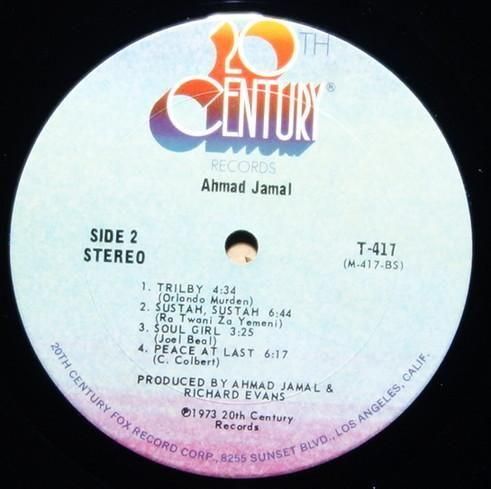 20TH
CENTURY®
RECORDS
Ahmad Jamal
SIDE 2
STEREO
T-417
(M-417-BS)
1. TRILBY 4:34
(Orlando Murden)
2. SUSTAH, SUSTAH 6:44
(Ra Twani Za Yemeni)
3. SOUL GIRL 3:25
(Joel Beal)
4. PEACE AT LAST 6:17
(C. Colbert)
PRODUCED BY AHMAD JAMAL &
RICHARD EVANS
℗1973 20th Century
Records
20TH CENTURY FOX RECORD CORP., 8255 SUNSET BLVD., LOS ANGELES, CALIF.